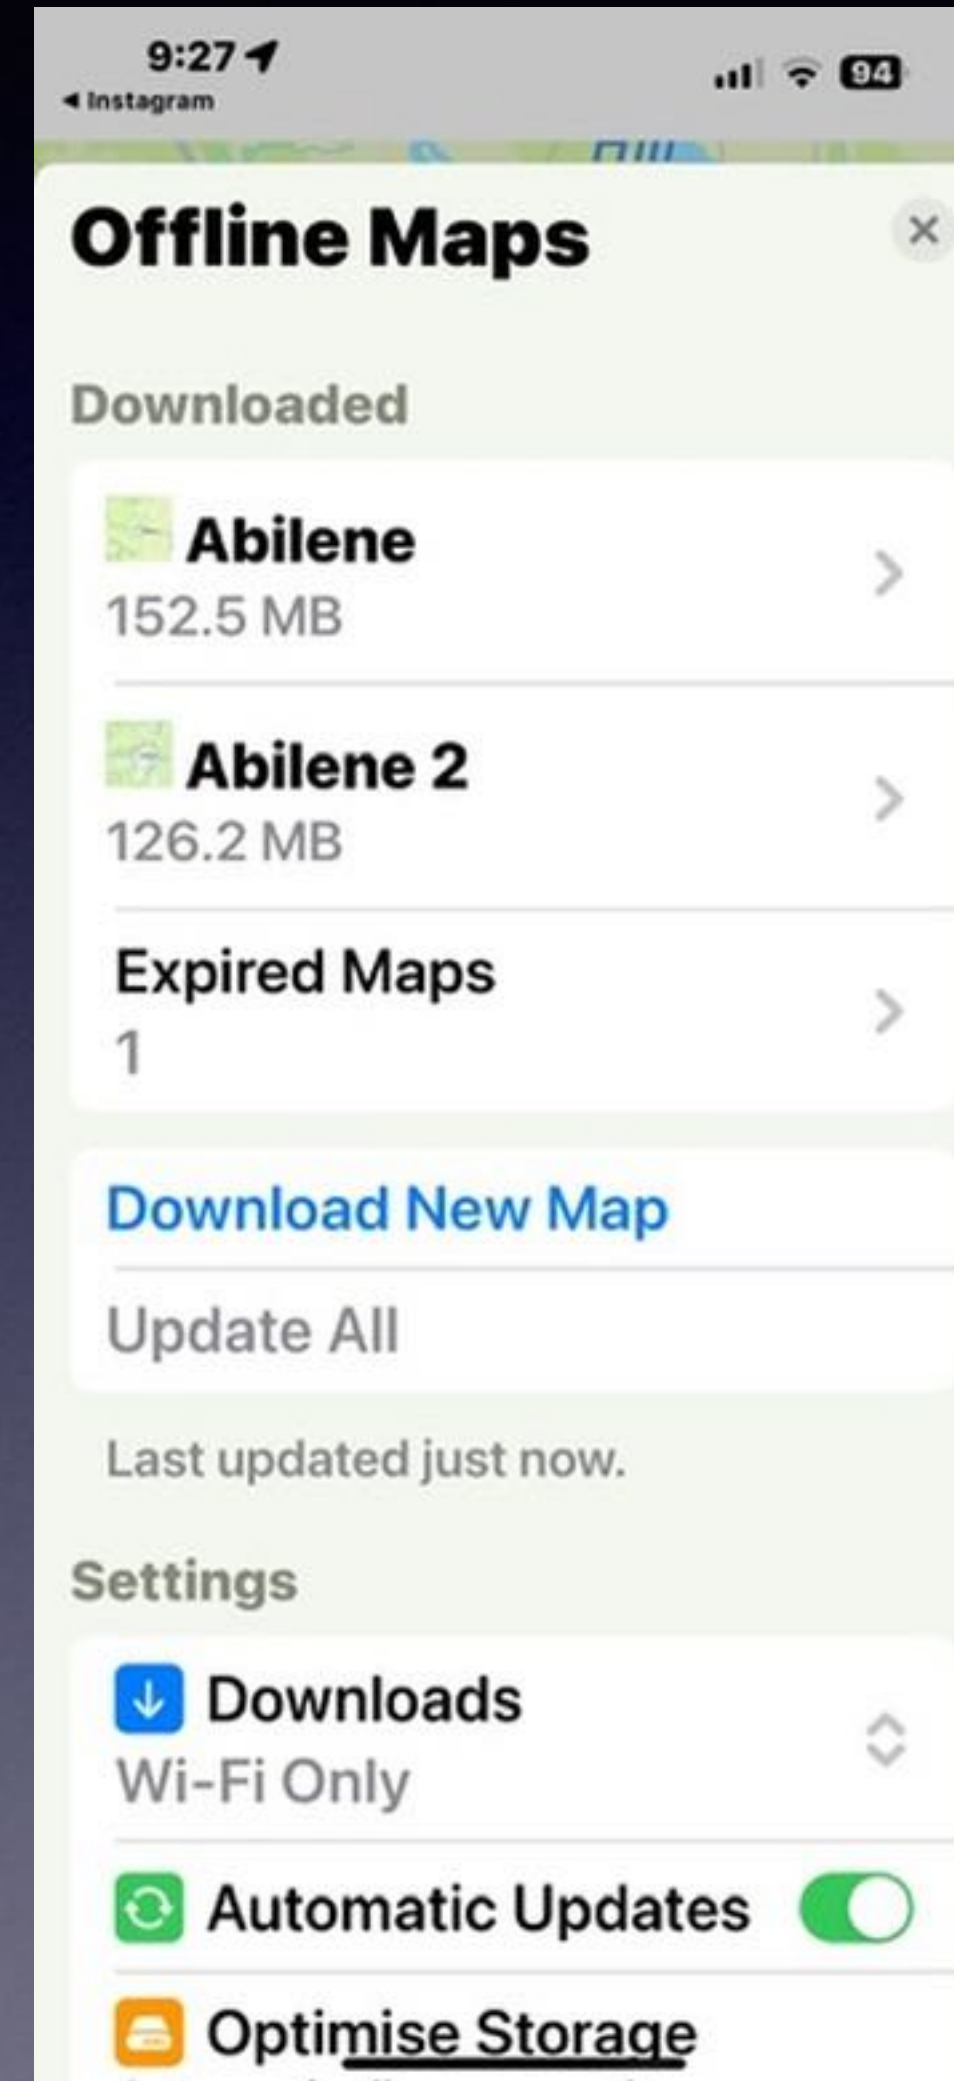 9:27
94
◀ Instagram
Offline Maps
Downloaded
Abilene
152.5 MB
Abilene 2
126.2 MB
Expired Maps
1
Download New Map
Update All
Last updated just now.
Settings
Downloads
Wi-Fi Only
Automatic Updates
Optimise Storage